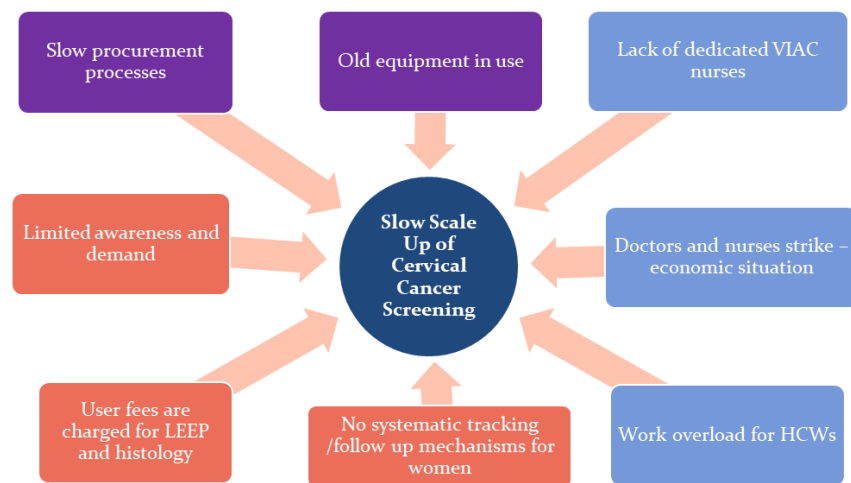 Slow procurement
processes
Old equipment in use
Lack of dedicated VIAC
nurses
Limited awareness and
demand
Slow Scale
Up of
Cervical
Cancer
Screening
Doctors and nurses strike –
economic situation
User fees are
charged for LEEP
and histology
No systematic tracking
/follow up mechanisms for
women
Work overload for HCWs